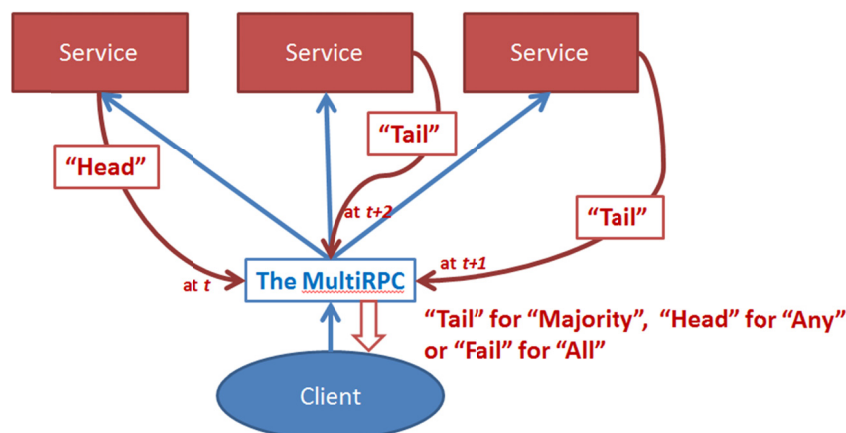 Service
Service
Service
“Tail”
“Head”
“Tail”
at t+2
at t
at t+1
The MultiRPC
“Tail” for “Majority”, “Head” for “Any”
or “Fail” for “All”
Client